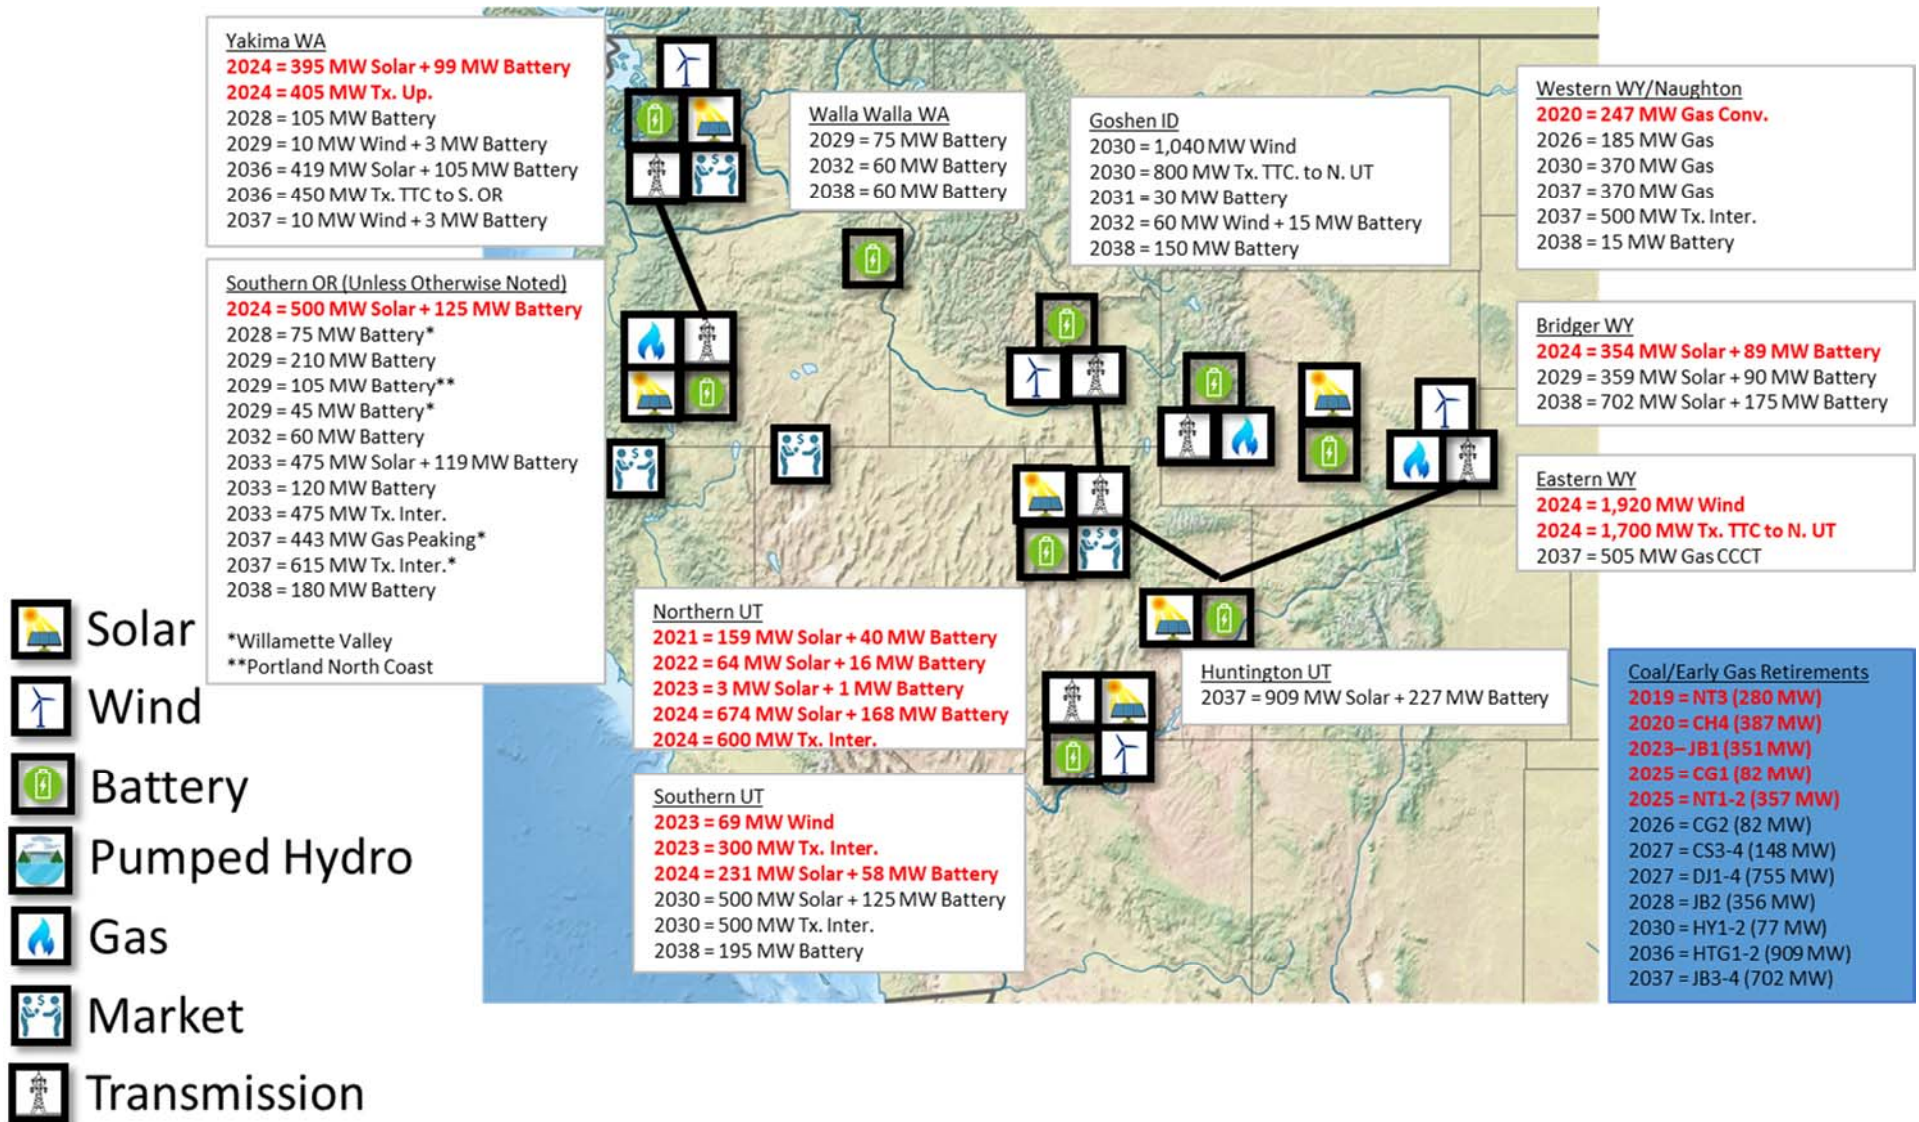 Yakima WA
2024 = 395 MW Solar + 99 MW Battery
2024 = 405 MW Tx. Up.
2028 = 105 MW Battery
2029 = 10 MW Wind + 3 MW Battery
2036 = 419 MW Solar + 105 MW Battery
2036 = 450 MW Tx. TTC to S. OR
2037 = 10 MW Wind + 3 MW Battery
Southern OR (Unless Otherwise Noted)
2024 = 500 MW Solar + 125 MW Battery
2028 = 75 MW Battery*
2029 = 210 MW Battery
2029 = 105 MW Battery**
2029 = 45 MW Battery*
2032 = 60 MW Battery
2033 = 475 MW Solar + 119 MW Battery
2033 = 120 MW Battery
2033 = 475 MW Tx. Inter.
2037 = 443 MW Gas Peaking*
2037 = 615 MW Tx. Inter.*
2038 = 180 MW Battery
*Willamette Valley
**Portland North Coast
Walla Walla WA
2029 = 75 MW Battery
2032 = 60 MW Battery
2038 = 60 MW Battery
Goshen ID
2030 = 1,040 MW Wind
2030 = 800 MW Tx. TTC. to N. UT
2031 = 30 MW Battery
2032 = 60 MW Wind + 15 MW Battery
2038 = 150 MW Battery
Western WY/Naughton
2020 = 247 MW Gas Conv.
2026 = 185 MW Gas
2030 = 370 MW Gas
2037 = 370 MW Gas
2037 = 500 MW Tx. Inter.
2038 = 15 MW Battery
Bridger WY
2024 = 354 MW Solar + 89 MW Battery
2029 = 359 MW Solar + 90 MW Battery
2038 = 702 MW Solar + 175 MW Battery
Eastern WY
2024 = 1,920 MW Wind
2024 = 1,700 MW Tx. TTC to N. UT
2037 = 505 MW Gas CCCT
Northern UT
2021 = 159 MW Solar + 40 MW Battery
2022 = 64 MW Solar + 16 MW Battery
2023 = 3 MW Solar + 1 MW Battery
2024 = 674 MW Solar + 168 MW Battery
2024 = 600 MW Tx. Inter.
Huntington UT
2037 = 909 MW Solar + 227 MW Battery
Southern UT
2023 = 69 MW Wind
2023 = 300 MW Tx. Inter.
2024 = 231 MW Solar + 58 MW Battery
2030 = 500 MW Solar + 125 MW Battery
2030 = 500 MW Tx. Inter.
2038 = 195 MW Battery
Coal/Early Gas Retirements
2019 = NT3 (280 MW)
2020 = CH4 (387 MW)
2023– JB1 (351 MW)
2025 = CG1 (82 MW)
2025 = NT1-2 (357 MW)
2026 = CG2 (82 MW)
2027 = CS3-4 (148 MW)
2027 = DJ1-4 (755 MW)
2028 = JB2 (356 MW)
2030 = HY1-2 (77 MW)
2036 = HTG1-2 (909 MW)
2037 = JB3-4 (702 MW)
Solar
Wind
Battery
Pumped Hydro
Gas
Market
Transmission